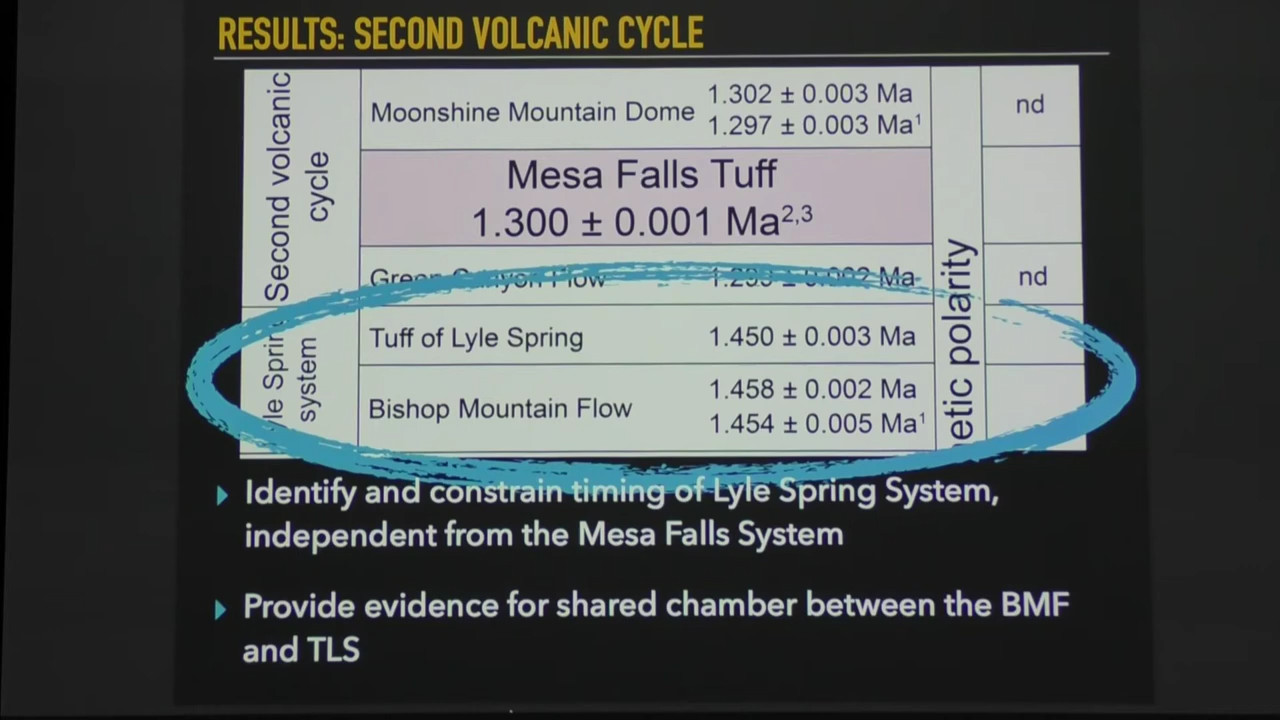 RESULTS: SECOND VOLCANIC CYCLE
Second volcanic
cycle
Moonshine Mountain Dome 1.302 ± 0.003 Ma
1.297 ± 0.003 Ma¹
nd
Mesa Falls Tuff
1.300 ± 0.001 Ma²,³
Flow Ma
nd
system
Tuff of Lyle Spring 1.450 ± 0.003 Ma
Bishop Mountain Flow 1.458 ± 0.002 Ma
1.454 ± 0.005 Ma¹
etic polarity
Identify and constrain timing of Lyle Spring System,
independent from the Mesa Falls System
Provide evidence for shared chamber between the BMF
and TLS